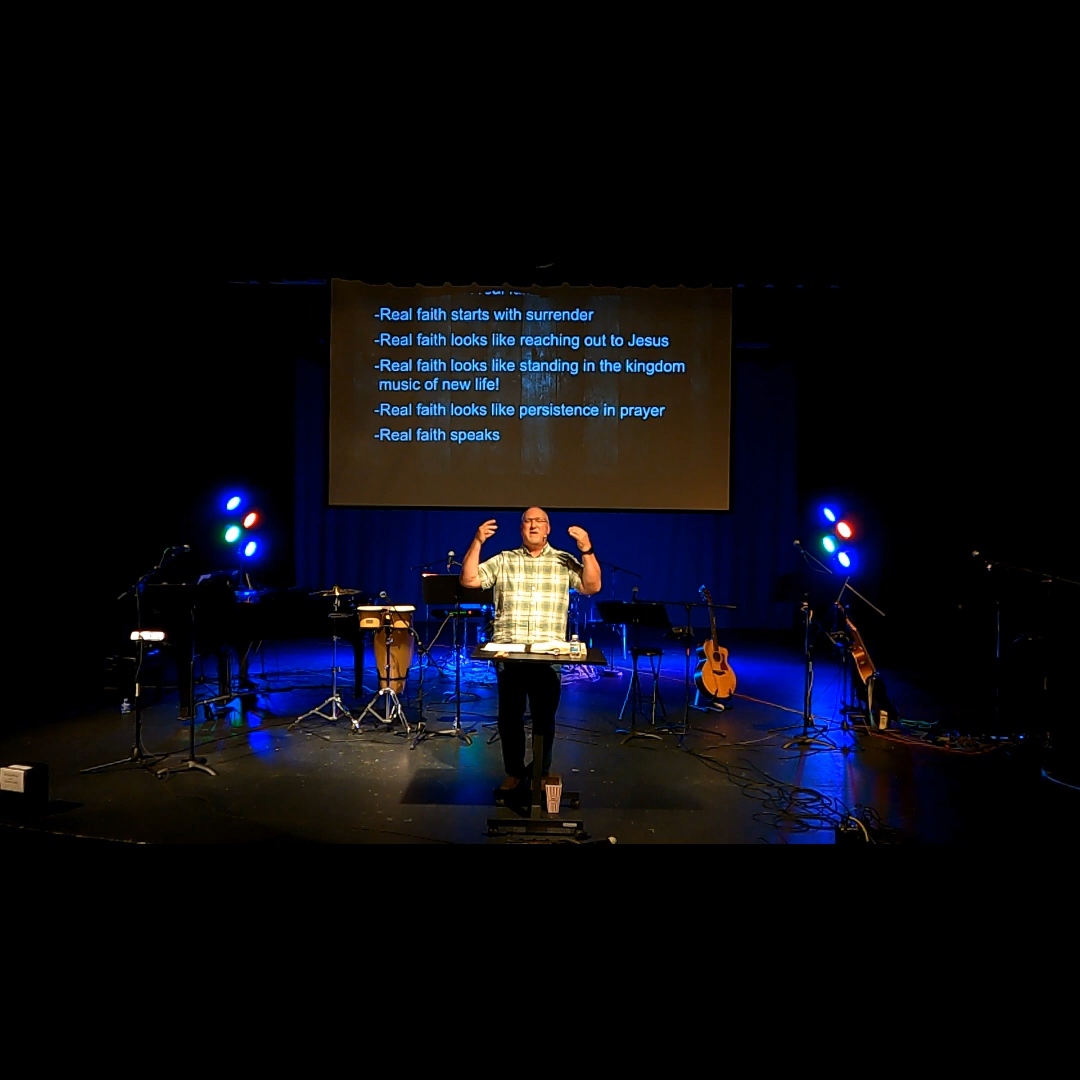 -Real faith starts with surrender
-Real faith looks like reaching out to Jesus
-Real faith looks like standing in the kingdom
music of new life!
-Real faith looks like persistence in prayer
-Real faith speaks